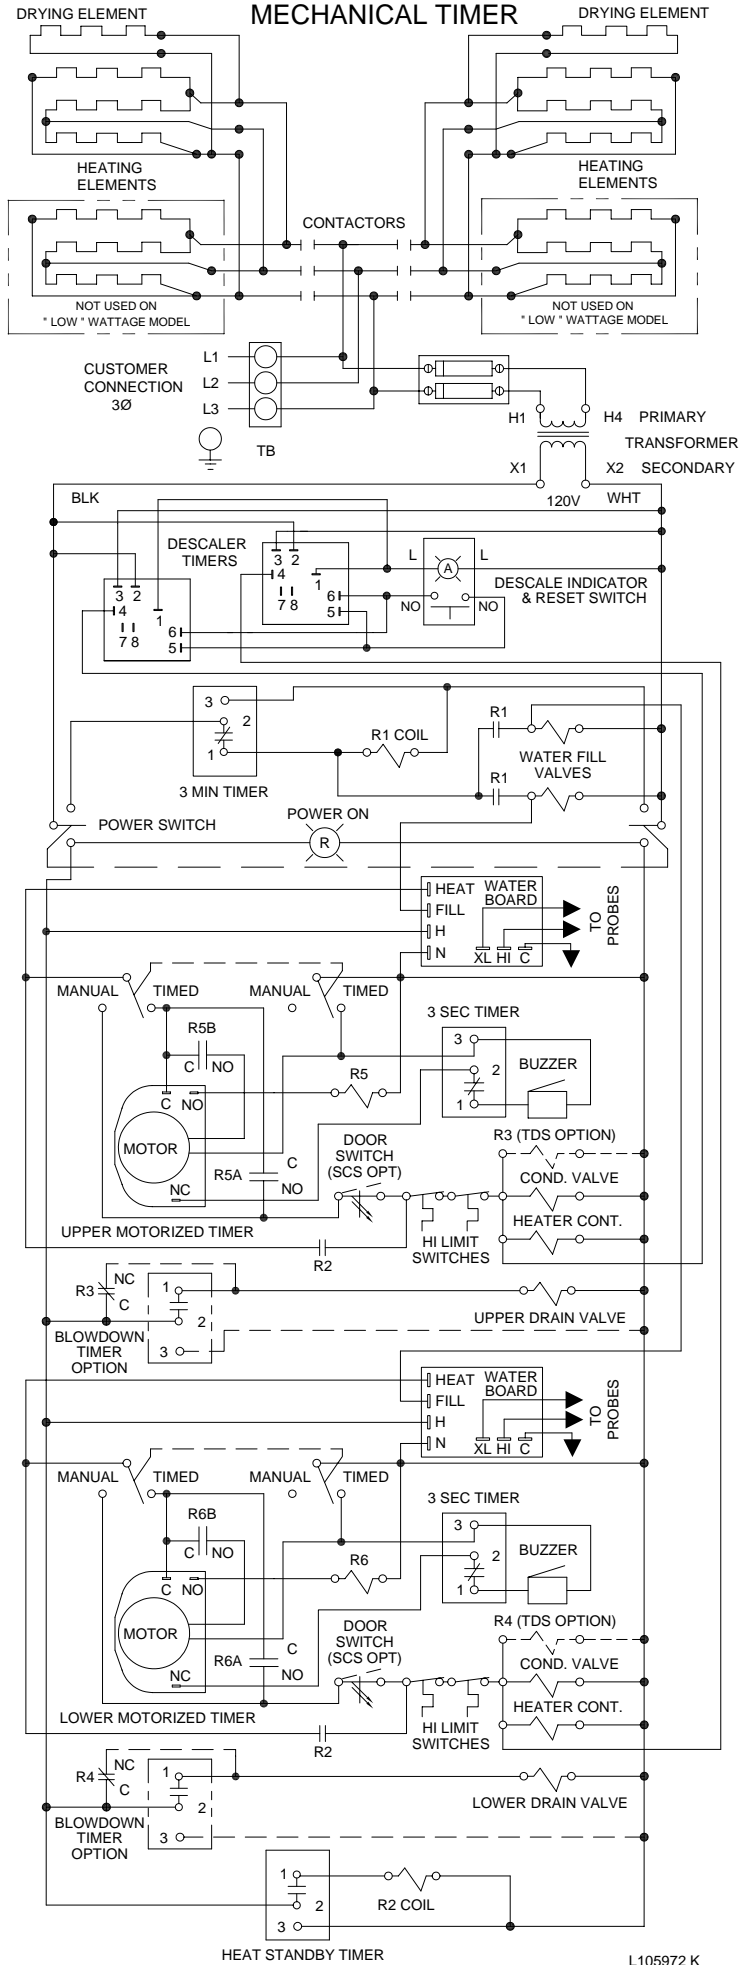 MECHANICAL TIMER
DRYING ELEMENT
DRYING ELEMENT
HEATING
ELEMENTS
HEATING
ELEMENTS
CONTACTORS
NOT USED ON
" LOW " WATTAGE MODEL
NOT USED ON
" LOW " WATTAGE MODEL
CUSTOMER
CONNECTION
3Ø
L1
L2
L3
TB
H1
H4
PRIMARY
TRANSFORMER
X1
X2
SECONDARY
BLK
120V
WHT
DESCALER
TIMERS
3 2
4
1
7 8
6
5
3 2
4
1
7 8
6
5
L
A
L
NO
NO
DESCALE INDICATOR
& RESET SWITCH
3
2
1
3 MIN TIMER
R1 COIL
R1
R1
WATER FILL
VALVES
POWER SWITCH
POWER ON
R
HEAT
FILL
H
N
WATER
BOARD
XL HI C
TO
PROBES
MANUAL
TIMED
MANUAL
TIMED
R5B
C
NO
C
NO
MOTOR
NC
R5
R5A
C
NO
3 SEC TIMER
3
2
1
BUZZER
DOOR
SWITCH
(SCS OPT)
R3 (TDS OPTION)
COND. VALVE
HEATER CONT.
HI LIMIT
SWITCHES
UPPER MOTORIZED TIMER
R2
R3
NC
C
1
2
3
BLOWDOWN
TIMER
OPTION
UPPER DRAIN VALVE
HEAT
FILL
H
N
WATER
BOARD
XL HI C
TO
PROBES
MANUAL
TIMED
MANUAL
TIMED
R6B
C
NO
C
NO
MOTOR
NC
R6
R6A
C
NO
3 SEC TIMER
3
2
1
BUZZER
DOOR
SWITCH
(SCS OPT)
R4 (TDS OPTION)
COND. VALVE
HEATER CONT.
HI LIMIT
SWITCHES
LOWER MOTORIZED TIMER
R2
R4
NC
C
1
2
3
BLOWDOWN
TIMER
OPTION
LOWER DRAIN VALVE
1
2
3
R2 COIL
HEAT STANDBY TIMER
L105972 K